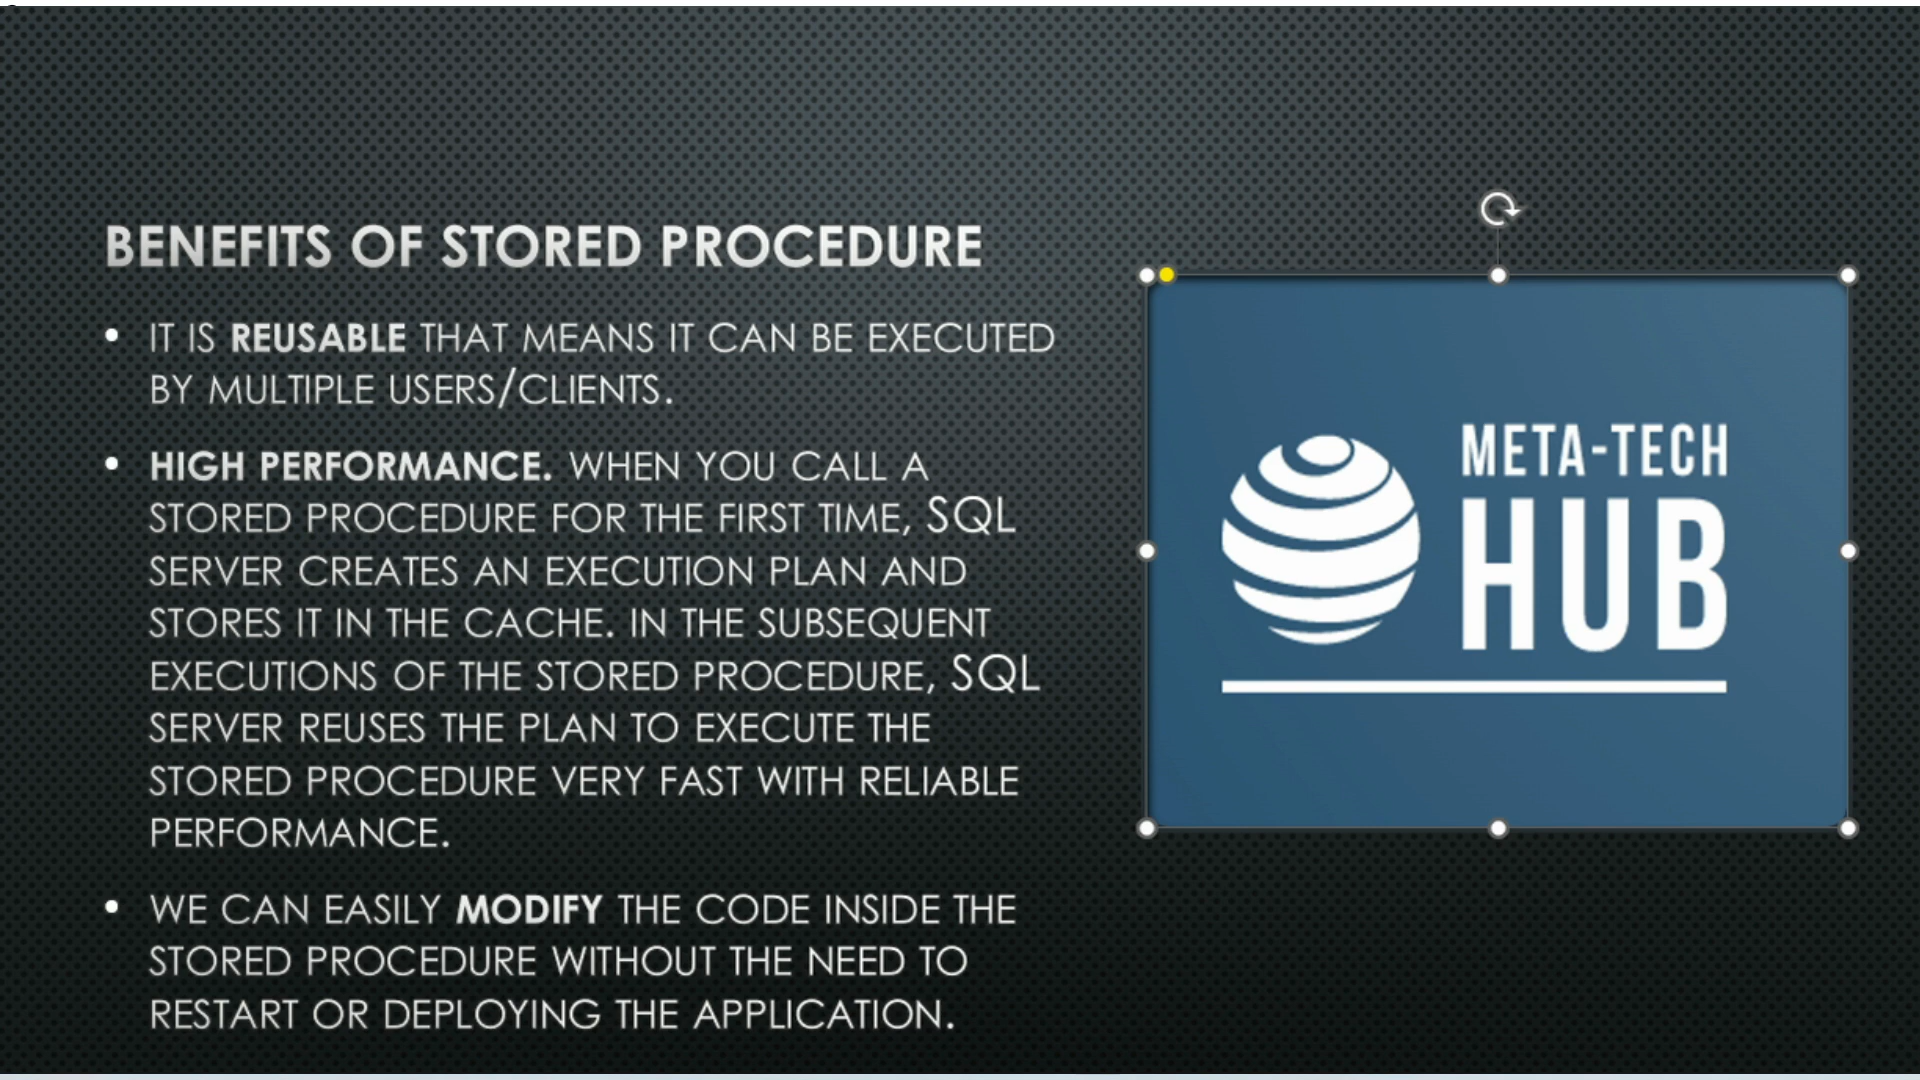 BENEFITS OF STORED PROCEDURE
• IT IS REUSABLE THAT MEANS IT CAN BE EXECUTED
BY MULTIPLE USERS/CLIENTS.
• HIGH PERFORMANCE. WHEN YOU CALL A
STORED PROCEDURE FOR THE FIRST TIME, SQL
SERVER CREATES AN EXECUTION PLAN AND
STORES IT IN THE CACHE. IN THE SUBSEQUENT
EXECUTIONS OF THE STORED PROCEDURE, SQL
SERVER REUSES THE PLAN TO EXECUTE THE
STORED PROCEDURE VERY FAST WITH RELIABLE
PERFORMANCE.
• WE CAN EASILY MODIFY THE CODE INSIDE THE
STORED PROCEDURE WITHOUT THE NEED TO
RESTART OR DEPLOYING THE APPLICATION.
META-TECH
HUB